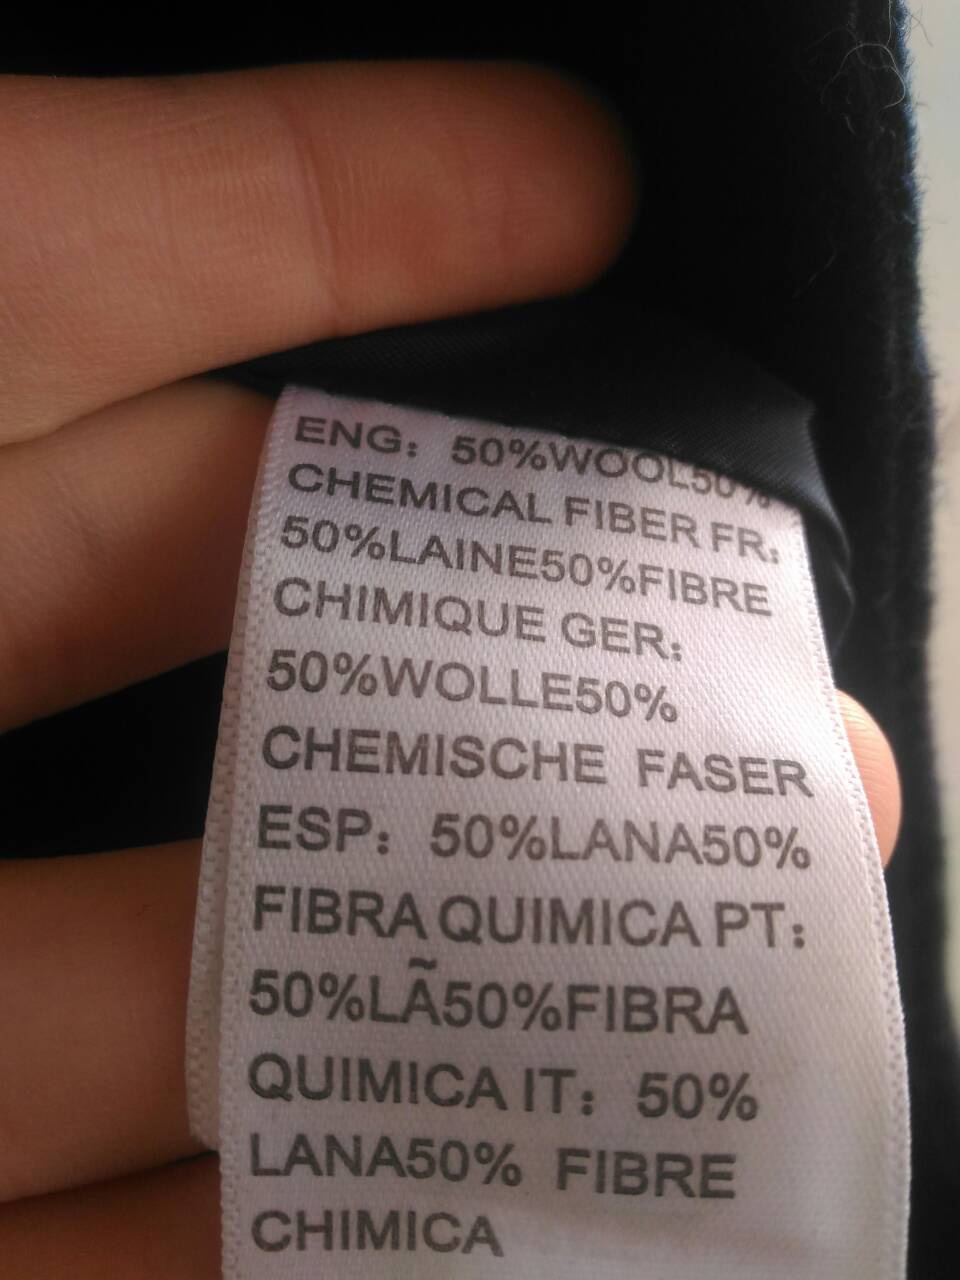 ENG: 50%WOOL50%
CHEMICAL FIBER FR:
50%LAINE50%FIBRE
CHIMIQUE GER:
50%WOLLE50%
CHEMISCHE FASER
ESP: 50%LANA50%
FIBRA QUIMICA PT:
50%LÃ50%FIBRA
QUIMICA IT: 50%
LANA50% FIBRE
CHIMICA